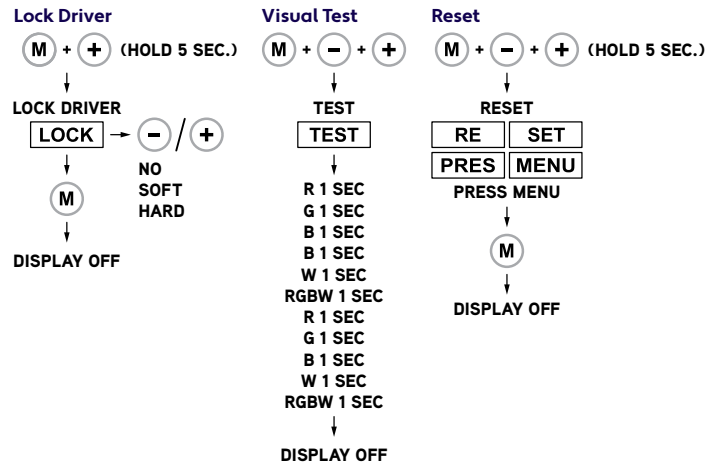 Lock Driver
M + + (HOLD 5 SEC.)
LOCK DRIVER
LOCK - / +
NO
SOFT
HARD
M
DISPLAY OFF
Visual Test
M + - + +
TEST
TEST
R 1 SEC
G 1 SEC
B 1 SEC
B 1 SEC
W 1 SEC
RGBW 1 SEC
R 1 SEC
G 1 SEC
B 1 SEC
W 1 SEC
RGBW 1 SEC
DISPLAY OFF
Reset
M + - + + (HOLD 5 SEC.)
RESET
RE SET
PRES MENU
PRESS MENU
M
DISPLAY OFF